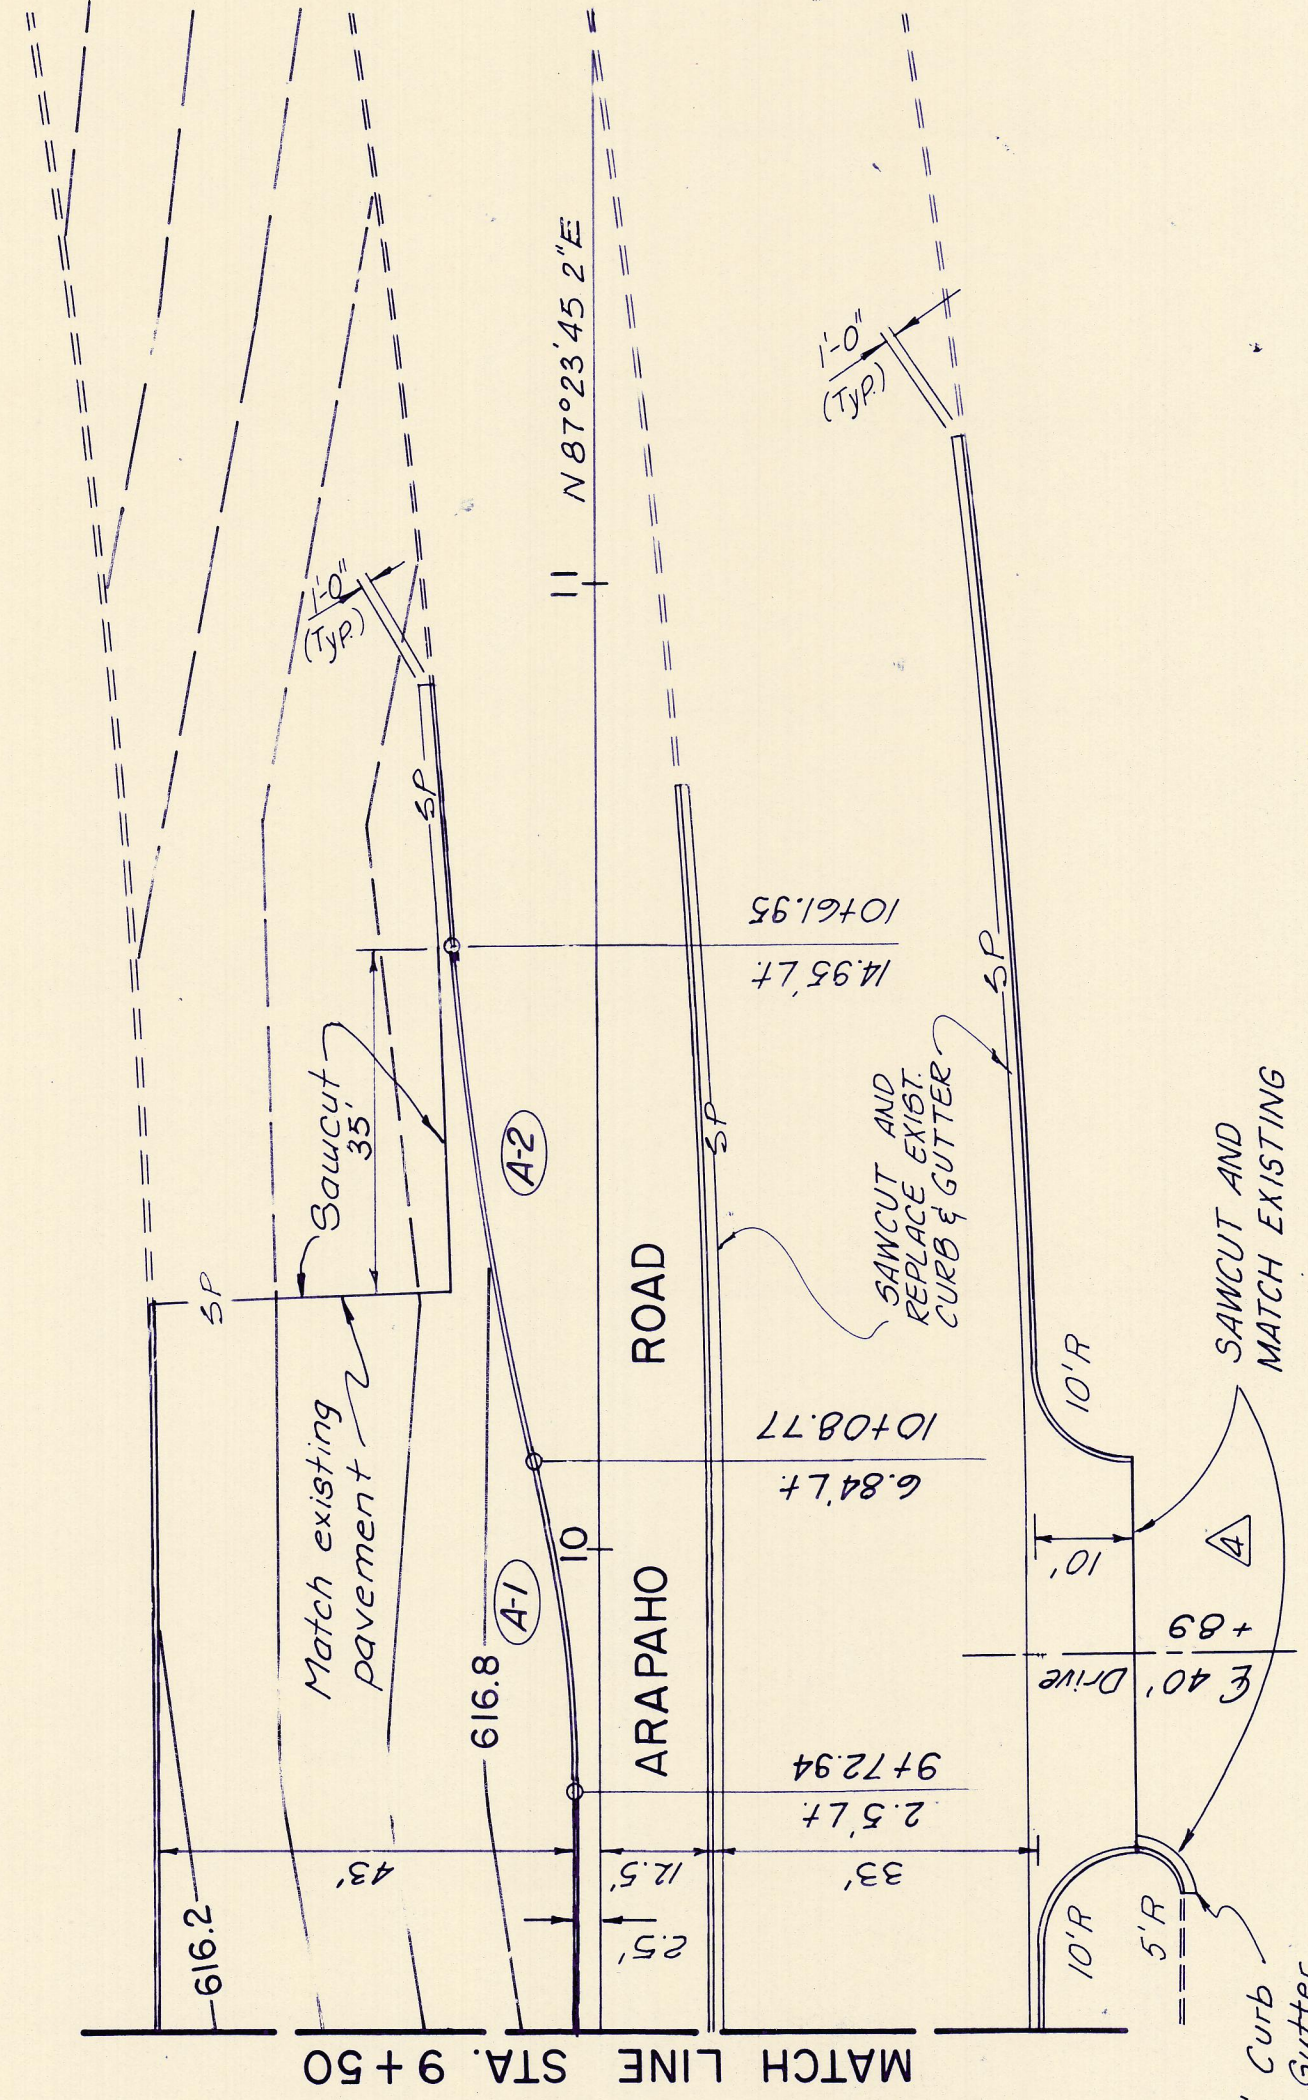 MATCH LINE STA. 9+50
616.2
43'
2.5'
12.5'
33'
Match existing
pavement
Sawcut
35'
SP
616.8
A-1
A-2
10
11
N 87°23'45 2"E
ARAPAHO ROAD
9+72.94
2.5' Lt.
10+08.77
6.84' Lt.
10+61.95
14.95' Lt.
SP
1'-0"
(Typ.)
SP
SAWCUT AND
REPLACE EXIST.
CURB & GUTTER
SP
1'-0"
(Typ.)
10'R
5'R
10'R
10'
+89
℄ 40' Drive
4
SAWCUT AND
MATCH EXISTING
Curb
Gutter